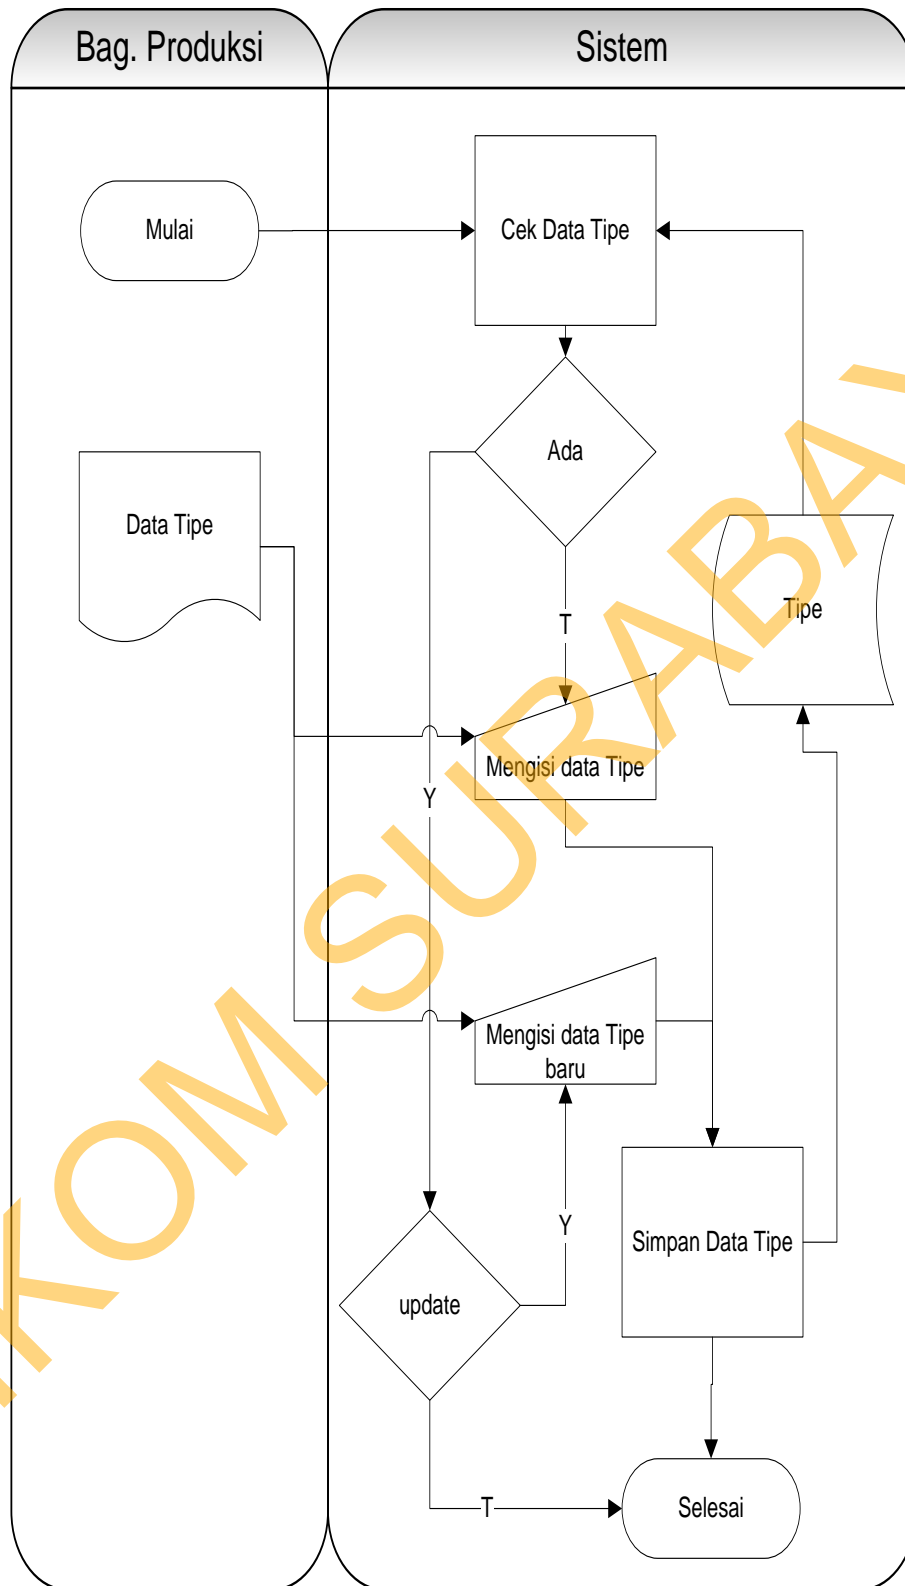 Bag. Produksi
Sistem
Mulai
Cek Data Tipe
Ada
Data Tipe
Tipe
T
Mengisi data Tipe
Y
Mengisi data Tipe
baru
Y
Simpan Data Tipe
update
T
Selesai
KOM SURABAY